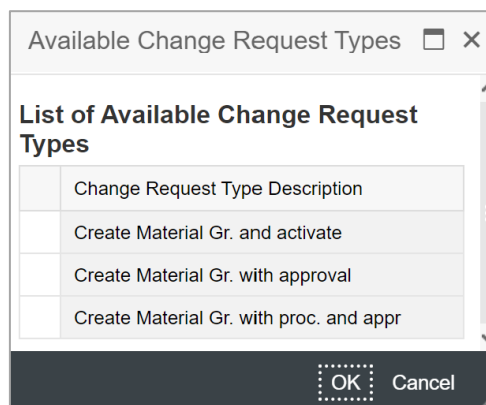 Available Change Request Types
List of Available Change Request
Types
Change Request Type Description
Create Material Gr. and activate
Create Material Gr. with approval
Create Material Gr. with proc. and appr
OK Cancel